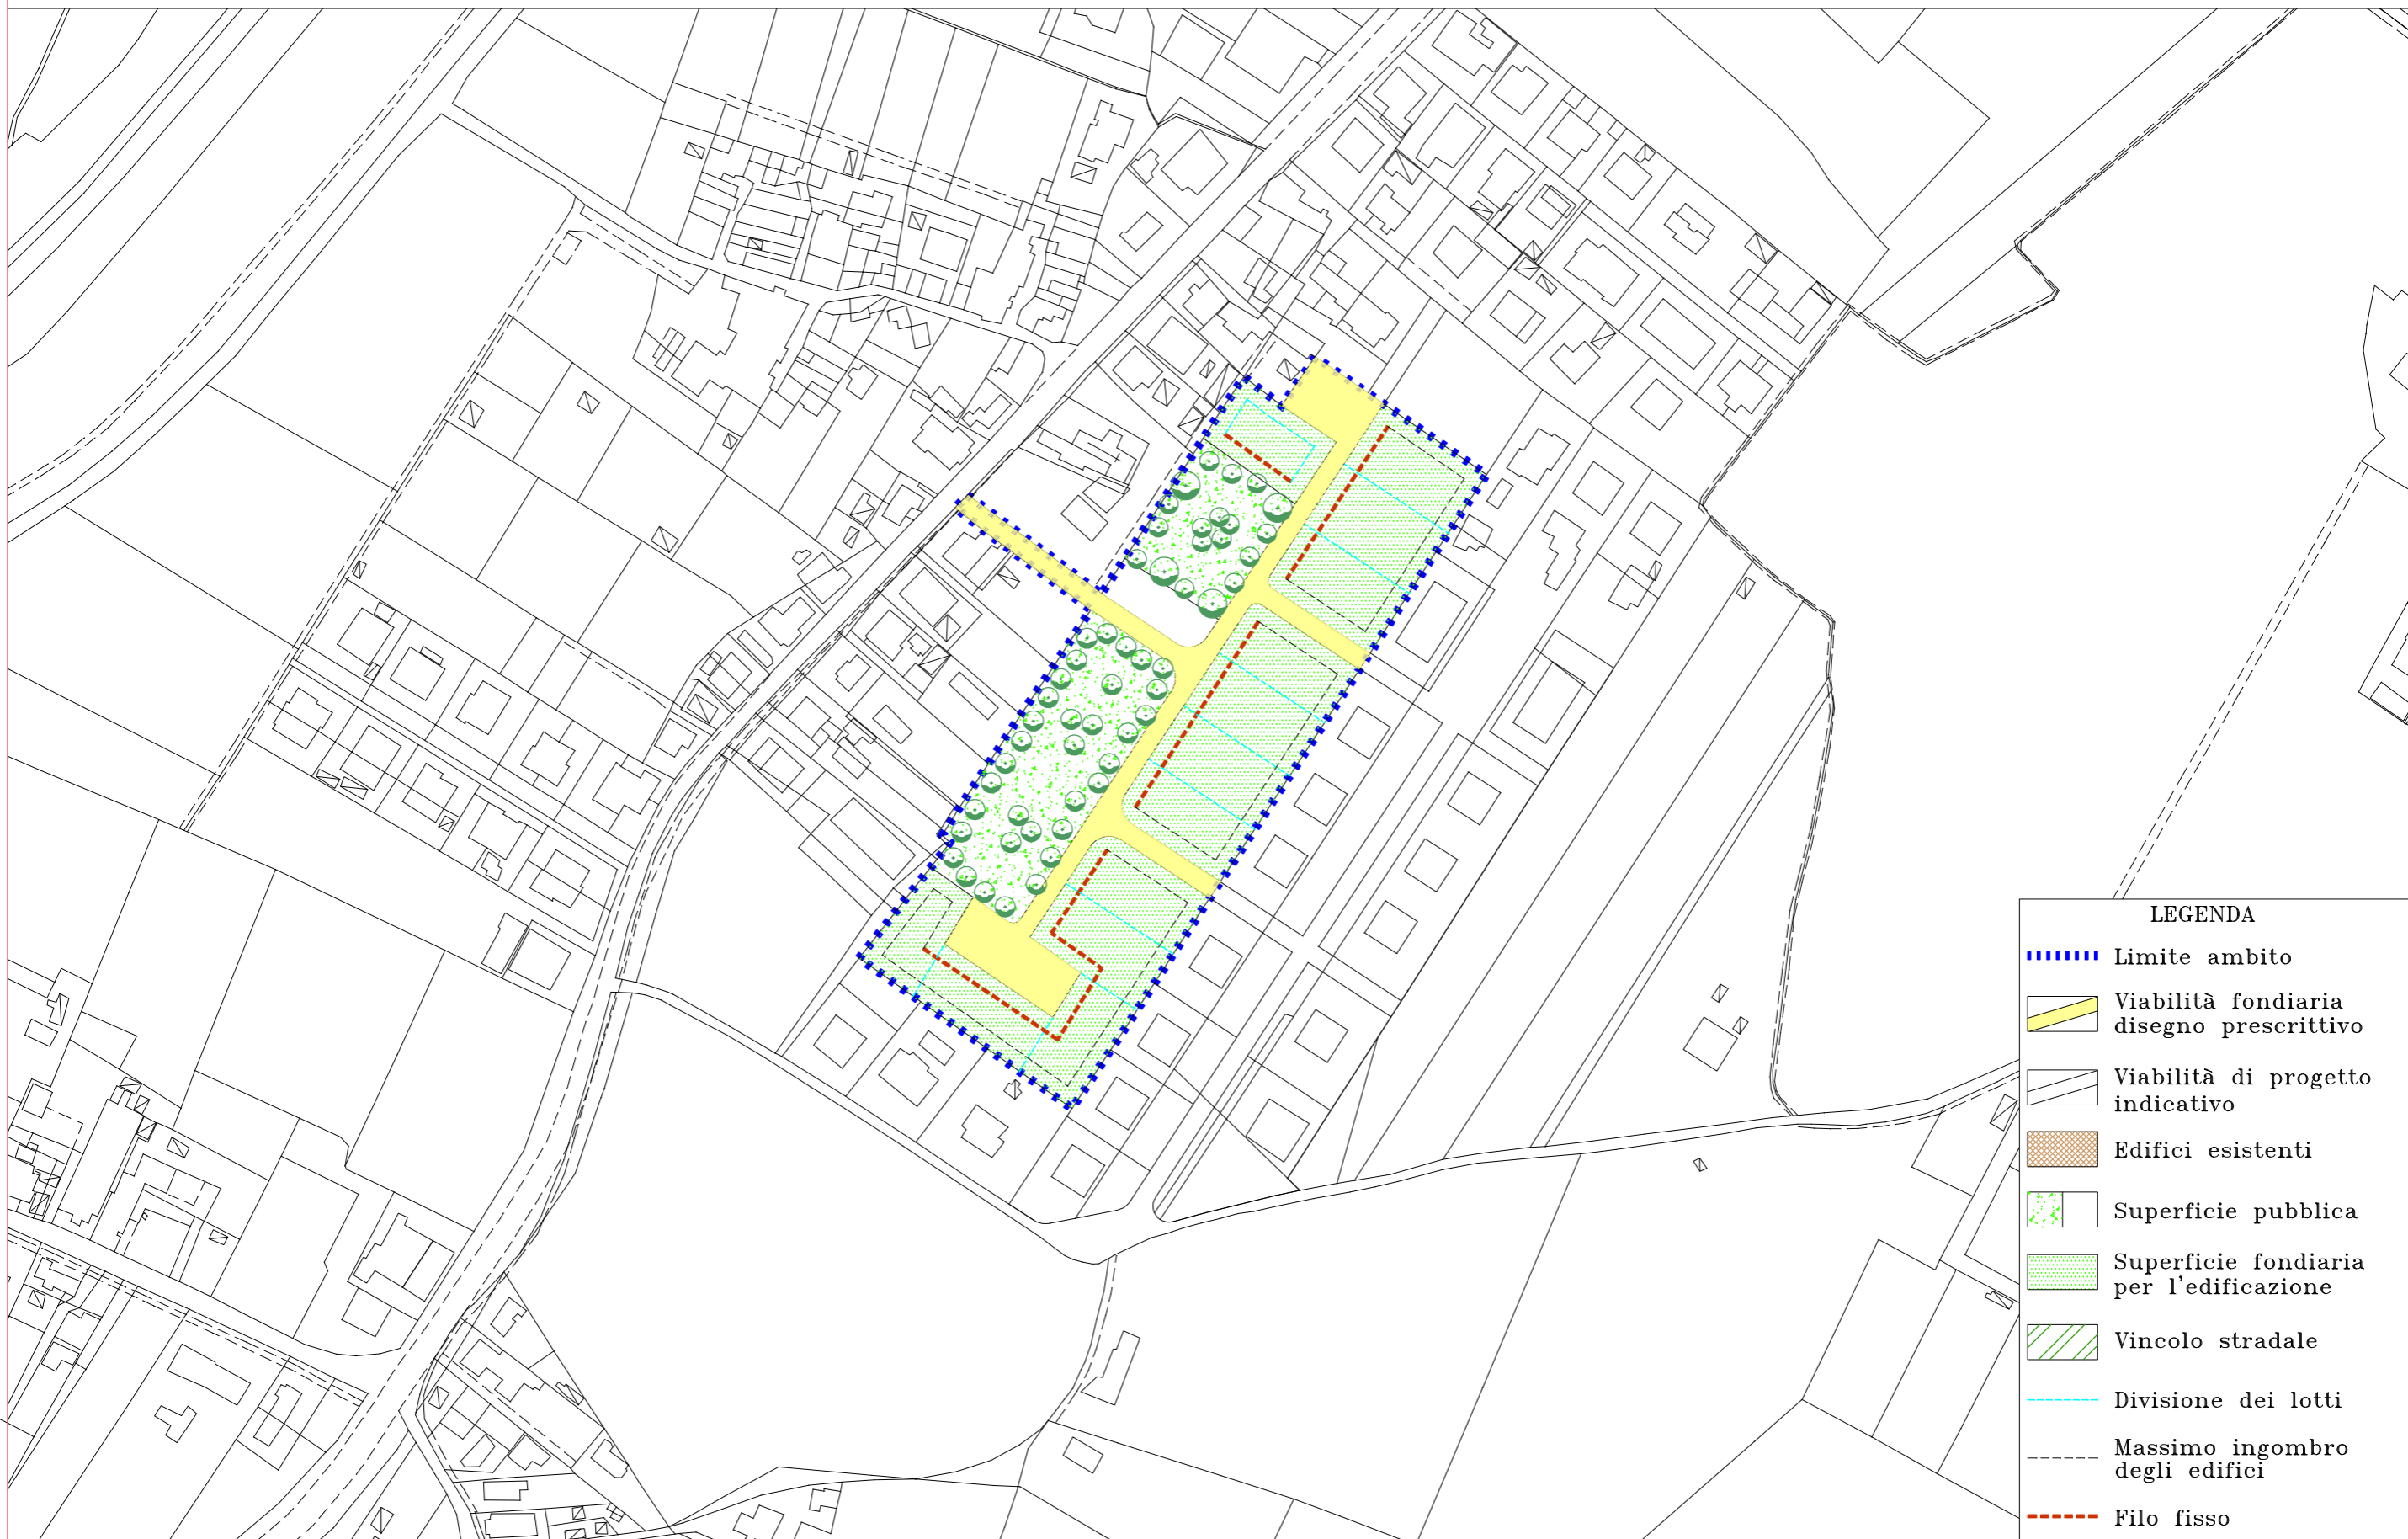 LEGENDA
Limite ambito
Viabilità fondiaria
disegno prescrittivo
Viabilità di progetto
indicativo
Edifici esistenti
Superficie pubblica
Superficie fondiaria
per l'edificazione
Vincolo stradale
Divisione dei lotti
Massimo ingombro
degli edifici
Filo fisso